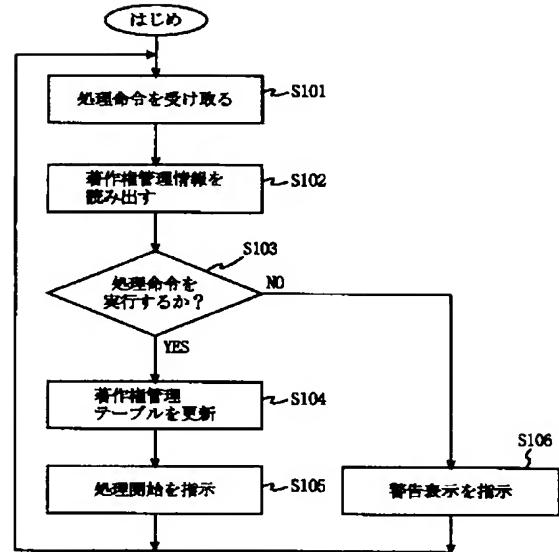 はじめ
処理命令を受け取る
S101
著作権管理情報を
読み出す
S102
S103
処理命令を
実行するか？
NO
YES
著作権管理
テーブルを更新
S104
S106
処理開始を指示
S105
警告表示を指示